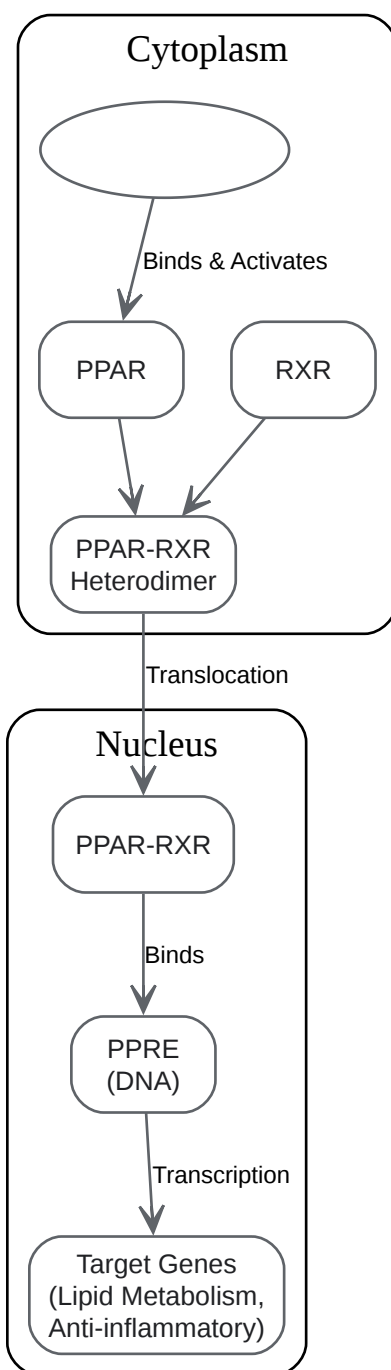 Cytoplasm
Binds & Activates
PPAR
RXR
PPAR-RXR
Heterodimer
Translocation
Nucleus
PPAR-RXR
Binds
PPRE
(DNA)
Transcription
Target Genes
(Lipid Metabolism,
Anti-inflammatory)